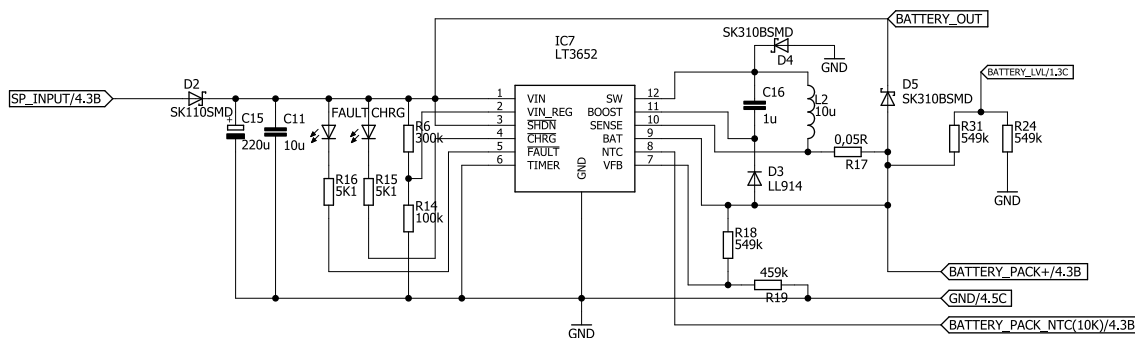 BATTERY_OUT
IC7
LT3652
SK310BSMD
D4
GND
BATTERY_LVL/1.3C
SP_INPUT/4.3B
D2
SK110SMD
C15
220u
C11
10u
FAULT
CHRG
R6
300k
R16
5K1
R15
5K1
R14
100k
1
VIN
2
VIN_REG
3
SHDN
4
CHRG
5
FAULT
6
TIMER
GND
12
SW
11
BOOST
10
SENSE
9
BAT
8
NTC
7
VFB
C16
1u
L2
10u
D5
SK310BSMD
0,05R
R17
R31
549k
R24
549k
GND
D3
LL914
R18
549k
459k
R19
BATTERY_PACK+/4.3B
GND/4.5C
GND
BATTERY_PACK_NTC(10K)/4.3B
+